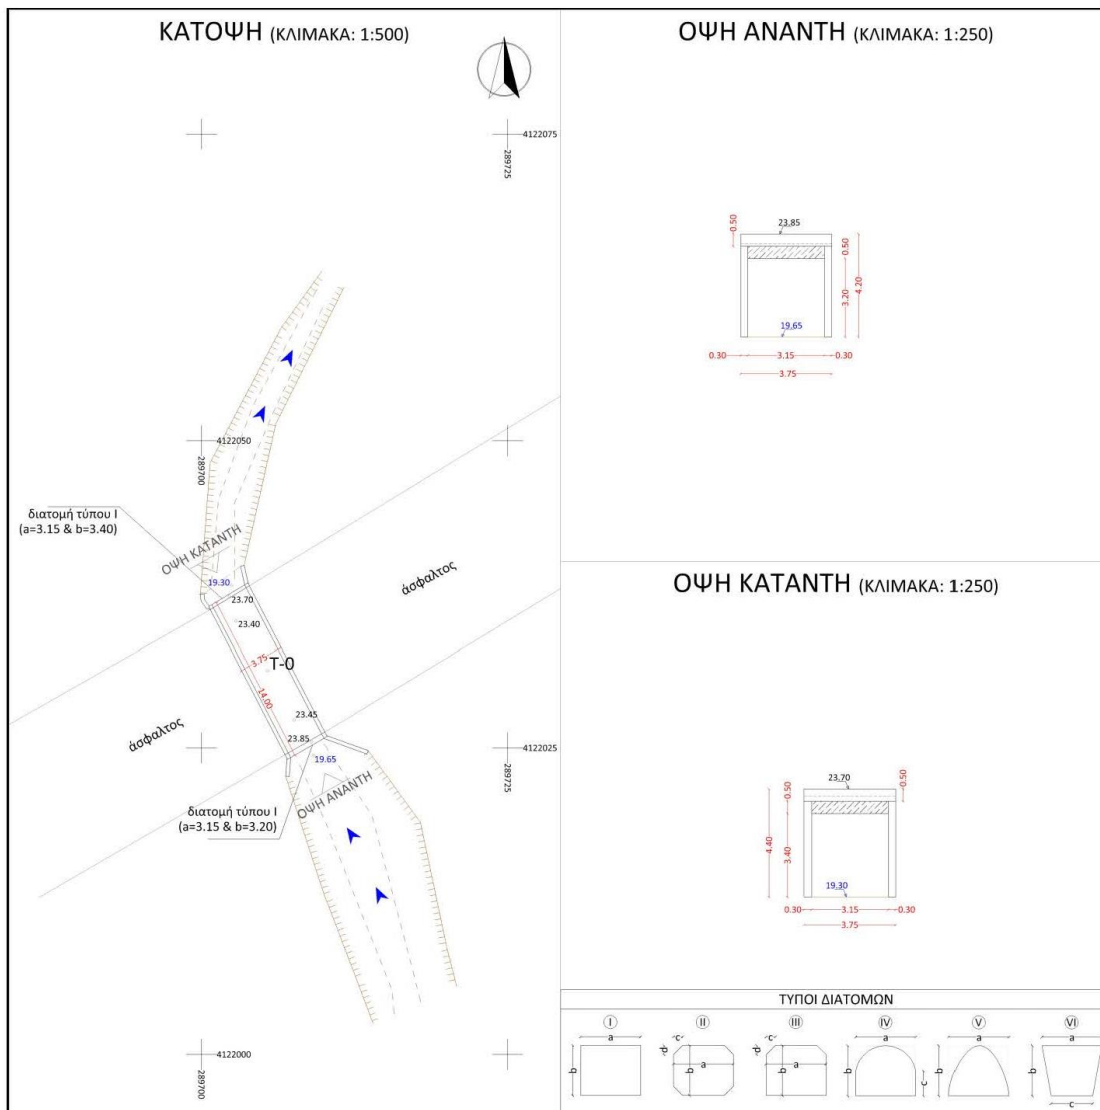 ΚΑΤΟΨΗ (ΚΛΙΜΑΚΑ: 1:500)
4122075
289725
4122050
289700
διατομή τύπου Ι
(a=3.15 & b=3.40)
ΟΨΗ ΚΑΤΑΝΤΗ
19.30
23.70
23.40
άσφαλτος
3.75
T-0
14.00
23.45
άσφαλτος
23.85
19.65
4122025
289725
ΟΨΗ ΑΝΑΝΤΗ
διατομή τύπου Ι
(a=3.15 & b=3.20)
4122000
289700
ΟΨΗ ΑΝΑΝΤΗ (ΚΛΙΜΑΚΑ: 1:250)
0.50
23.85
0.50
3.20
4.20
19.65
0.30
3.15
0.30
3.75
ΟΨΗ ΚΑΤΑΝΤΗ (ΚΛΙΜΑΚΑ: 1:250)
23.70
0.50
0.50
4.40
3.40
19.30
0.30
3.15
0.30
3.75
ΤΥΠΟΙ ΔΙΑΤΟΜΩΝ
I
II
III
IV
V
VI
a
b
c
d
a
b
c
d
a
b
a
b
c
a
b
a
b
c